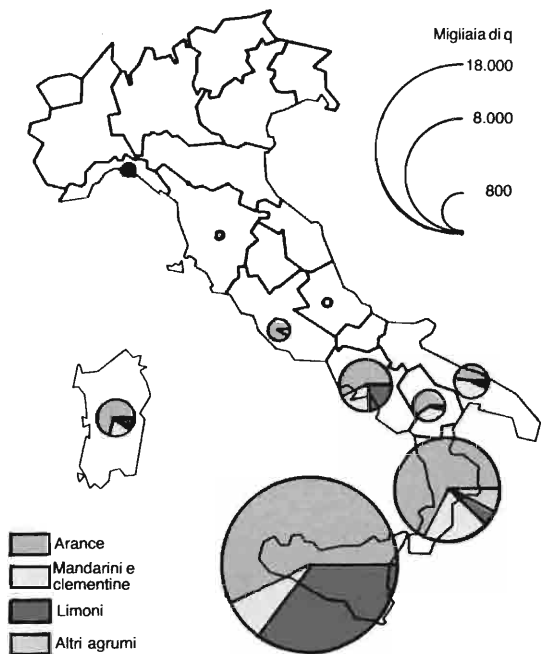 Migliaia di q
18.000
8.000
800
Arance
Mandarini e
clementine
Limoni
Altri agrumi